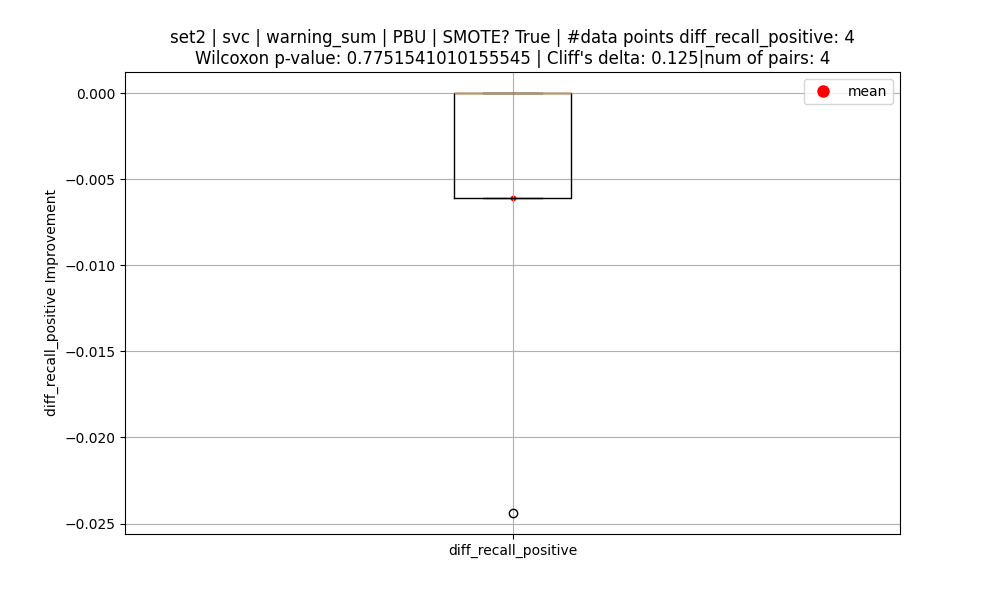 set2 | svc | warning_sum | PBU | SMOTE? True | #data points diff_recall_positive: 4
Wilcoxon p-value: 0.7751541010155545 | Cliff's delta: 0.125|num of pairs: 4
mean
0.000
−0.005
−0.010
−0.015
−0.020
−0.025
diff_recall_positive Improvement
diff_recall_positive